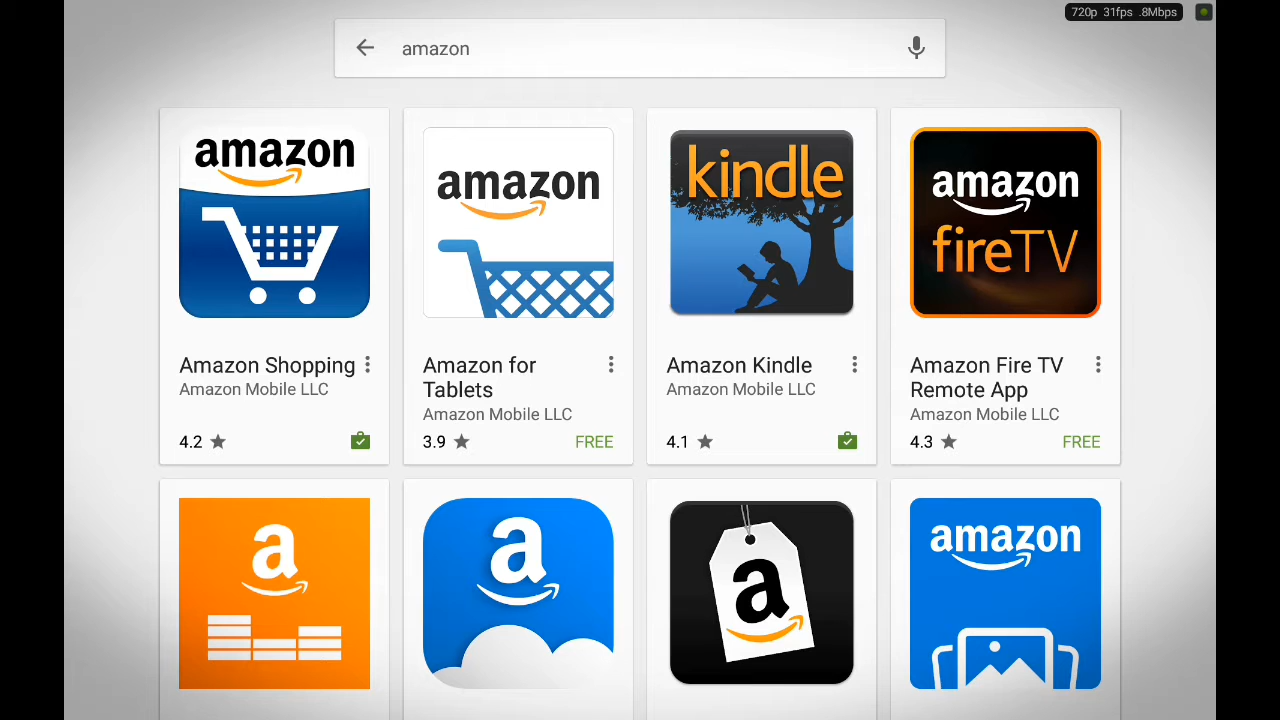 720p 31fps .8Mbps
amazon
amazon
amazon
kindle
amazon
fireTV
Amazon Shopping
Amazon Mobile LLC
4.2
Amazon for
Tablets
Amazon Mobile LLC
3.9 FREE
Amazon Kindle
Amazon Mobile LLC
4.1
Amazon Fire TV
Remote App
Amazon Mobile LLC
4.3 FREE
a
a
a
amazon